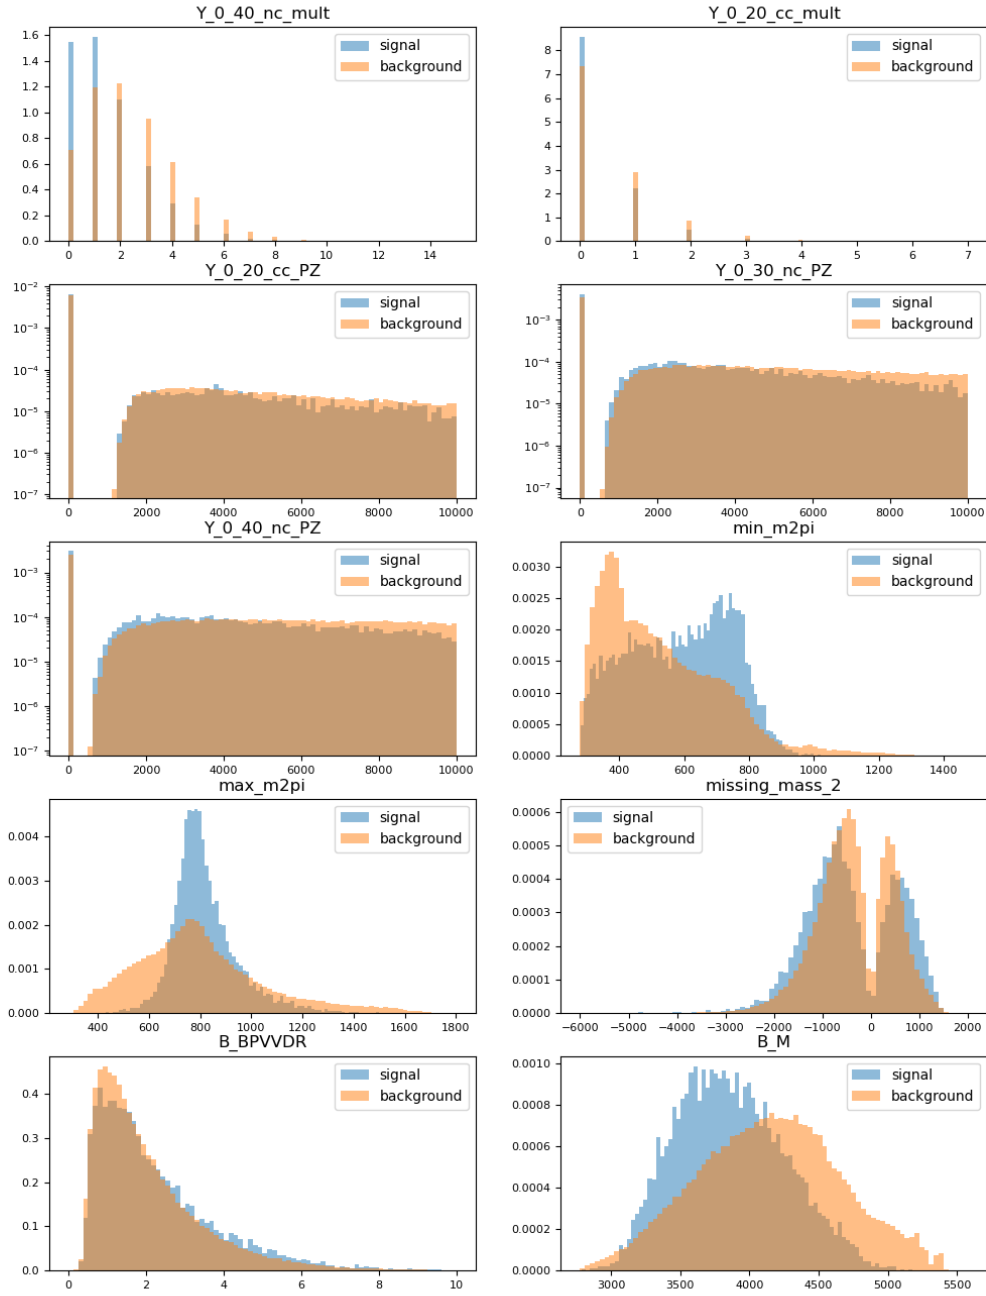 Y_0_40_nc_mult
signal
background
1.6
1.4
1.2
1.0
0.8
0.6
0.4
0.2
0.0
0 2 4 6 8 10 12 14
Y_0_20_cc_mult
signal
background
8
7
6
5
4
3
2
1
0
0 1 2 3 4 5 6 7
Y_0_20_cc_PZ
signal
background
10⁻²
10⁻³
10⁻⁴
10⁻⁵
10⁻⁶
10⁻⁷
0 2000 4000 6000 8000 10000
Y_0_30_nc_PZ
signal
background
10⁻³
10⁻⁴
10⁻⁵
10⁻⁶
10⁻⁷
0 2000 4000 6000 8000 10000
Y_0_40_nc_PZ
signal
background
10⁻³
10⁻⁴
10⁻⁵
10⁻⁶
10⁻⁷
0 2000 4000 6000 8000 10000
min_m2pi
signal
background
0.0030
0.0025
0.0020
0.0015
0.0010
0.0005
0.0000
400 600 800 1000 1200 1400
max_m2pi
signal
background
0.004
0.003
0.002
0.001
0.000
400 600 800 1000 1200 1400 1600 1800
missing_mass_2
signal
background
0.0006
0.0005
0.0004
0.0003
0.0002
0.0001
0.0000
−6000 −5000 −4000 −3000 −2000 −1000 0 1000 2000
B_BPVVDR
signal
background
0.4
0.3
0.2
0.1
0.0
0 2 4 6 8 10
B_M
signal
background
0.0010
0.0008
0.0006
0.0004
0.0002
0.0000
3000 3500 4000 4500 5000 5500